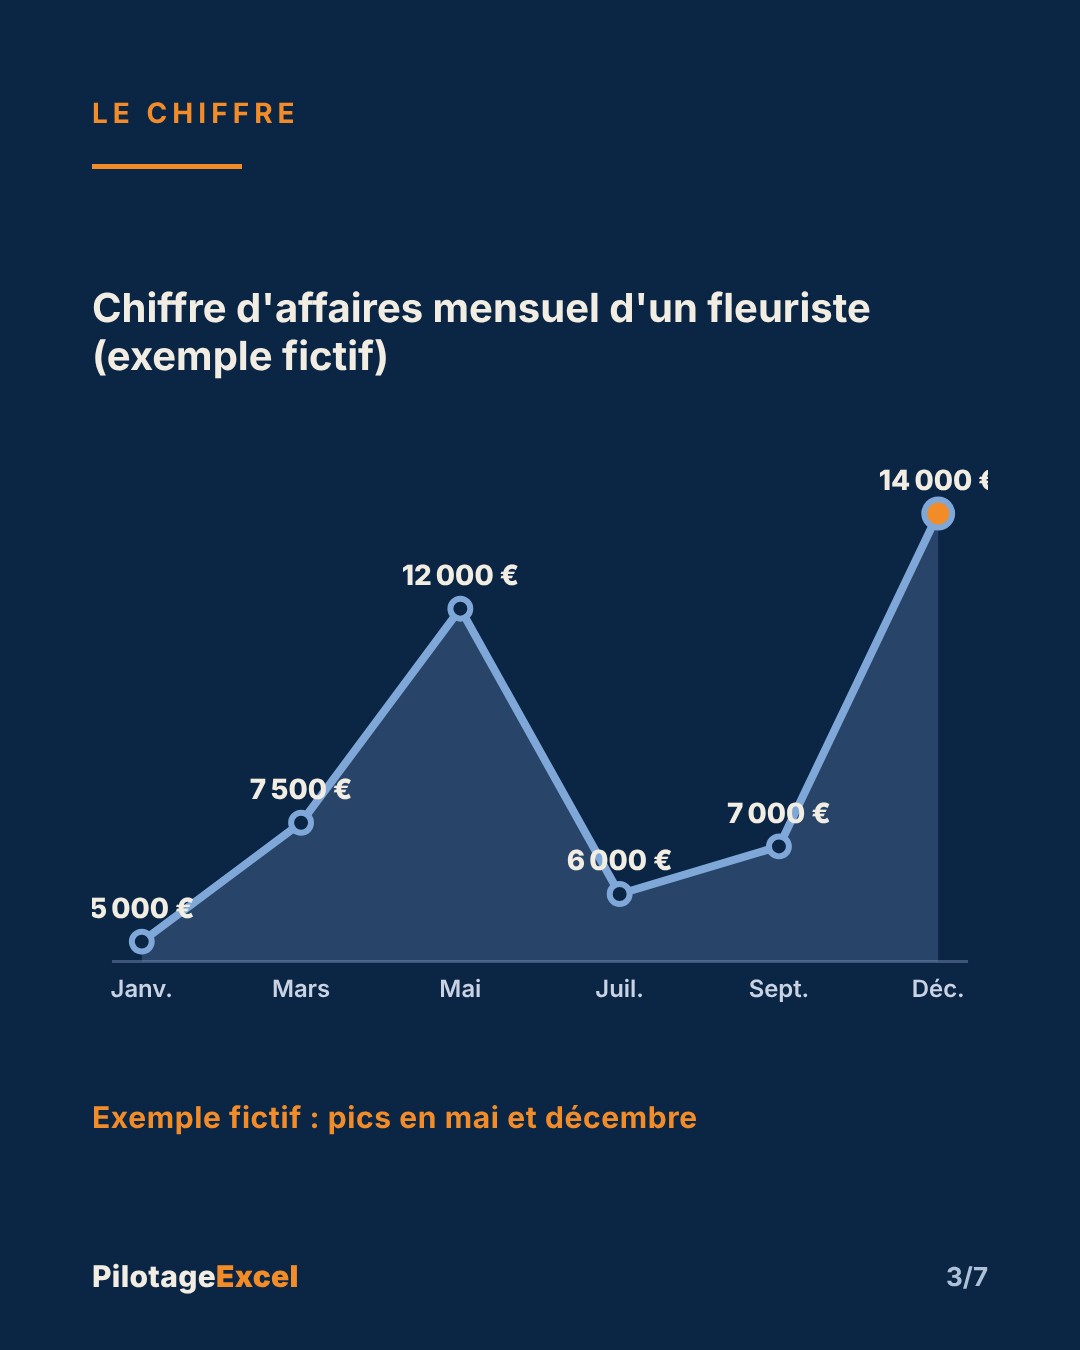 LE CHIFFRE
Chiffre d'affaires mensuel d'un fleuriste
(exemple fictif)
14 000 €
12 000 €
7 500 €
7 000 €
6 000 €
5 000 €
Janv. Mars Mai Juil. Sept. Déc.
Exemple fictif : pics en mai et décembre
PilotageExcel 3/7